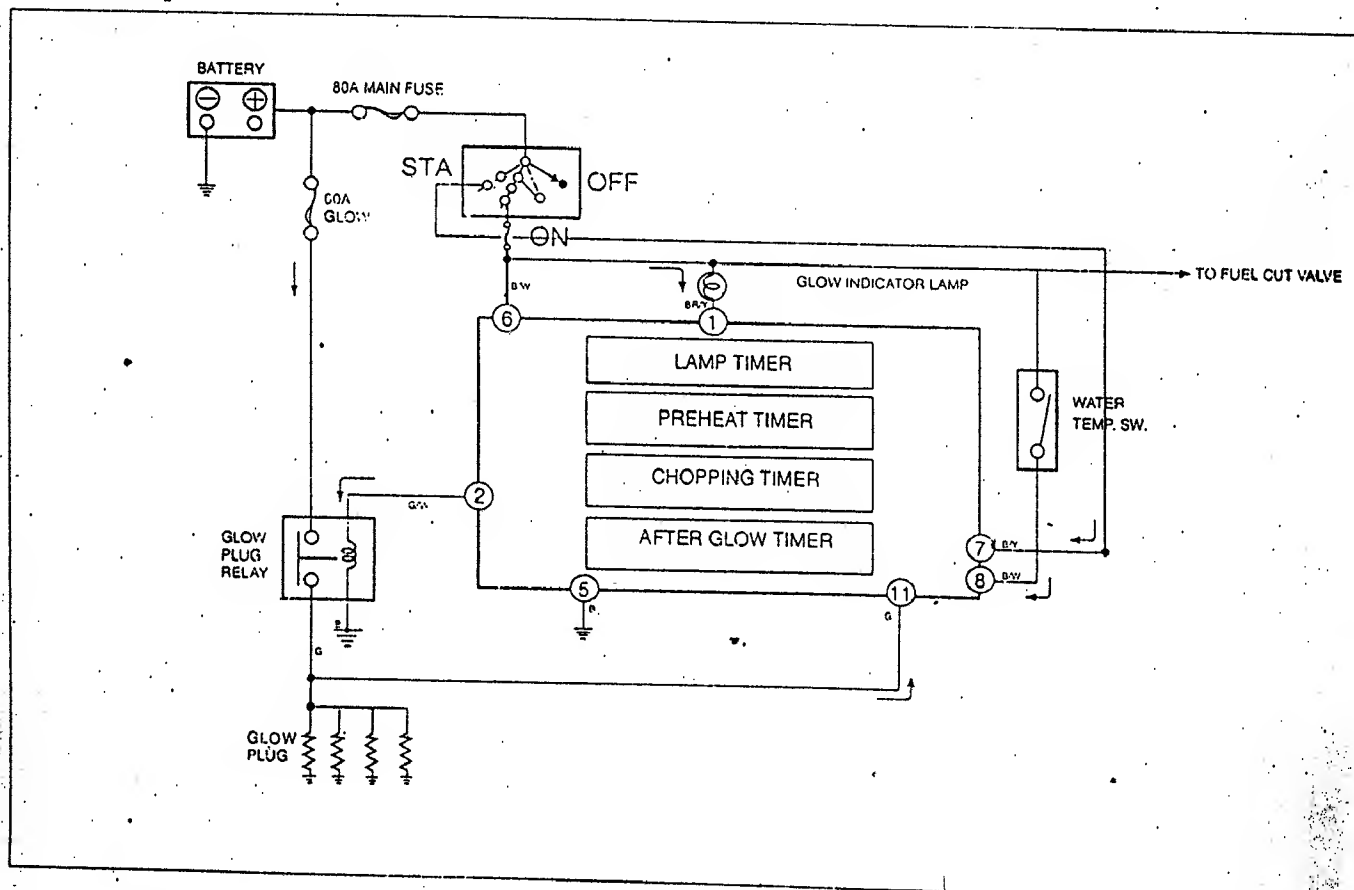 BATTERY
80A MAIN FUSE
STA
OFF
GLOW
ON
TO FUEL CUT VALVE
GLOW INDICATOR LAMP
B/W
BR/Y
6
1
LAMP TIMER
WATER
TEMP. SW.
PREHEAT TIMER
CHOPPING TIMER
2
GLOW
PLUG
RELAY
AFTER GLOW TIMER
7
B/Y
8
B/W
5
11
G
G
GLOW
PLUG